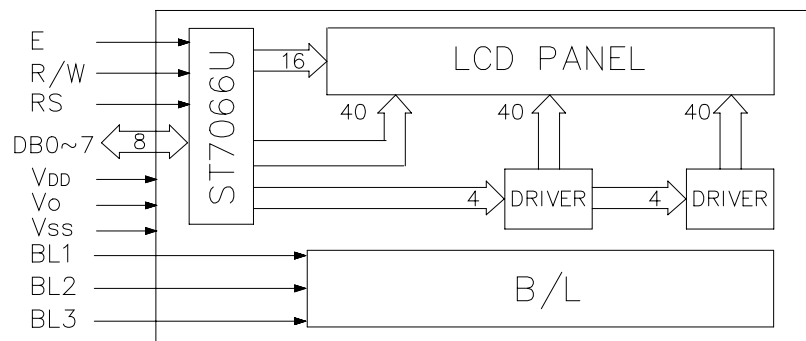 E
R/W
RS
DB0~7
8
VDD
Vo
Vss
BL1
BL2
BL3
ST7066U
16
LCD PANEL
40
40
40
4
DRIVER
4
DRIVER
B/L